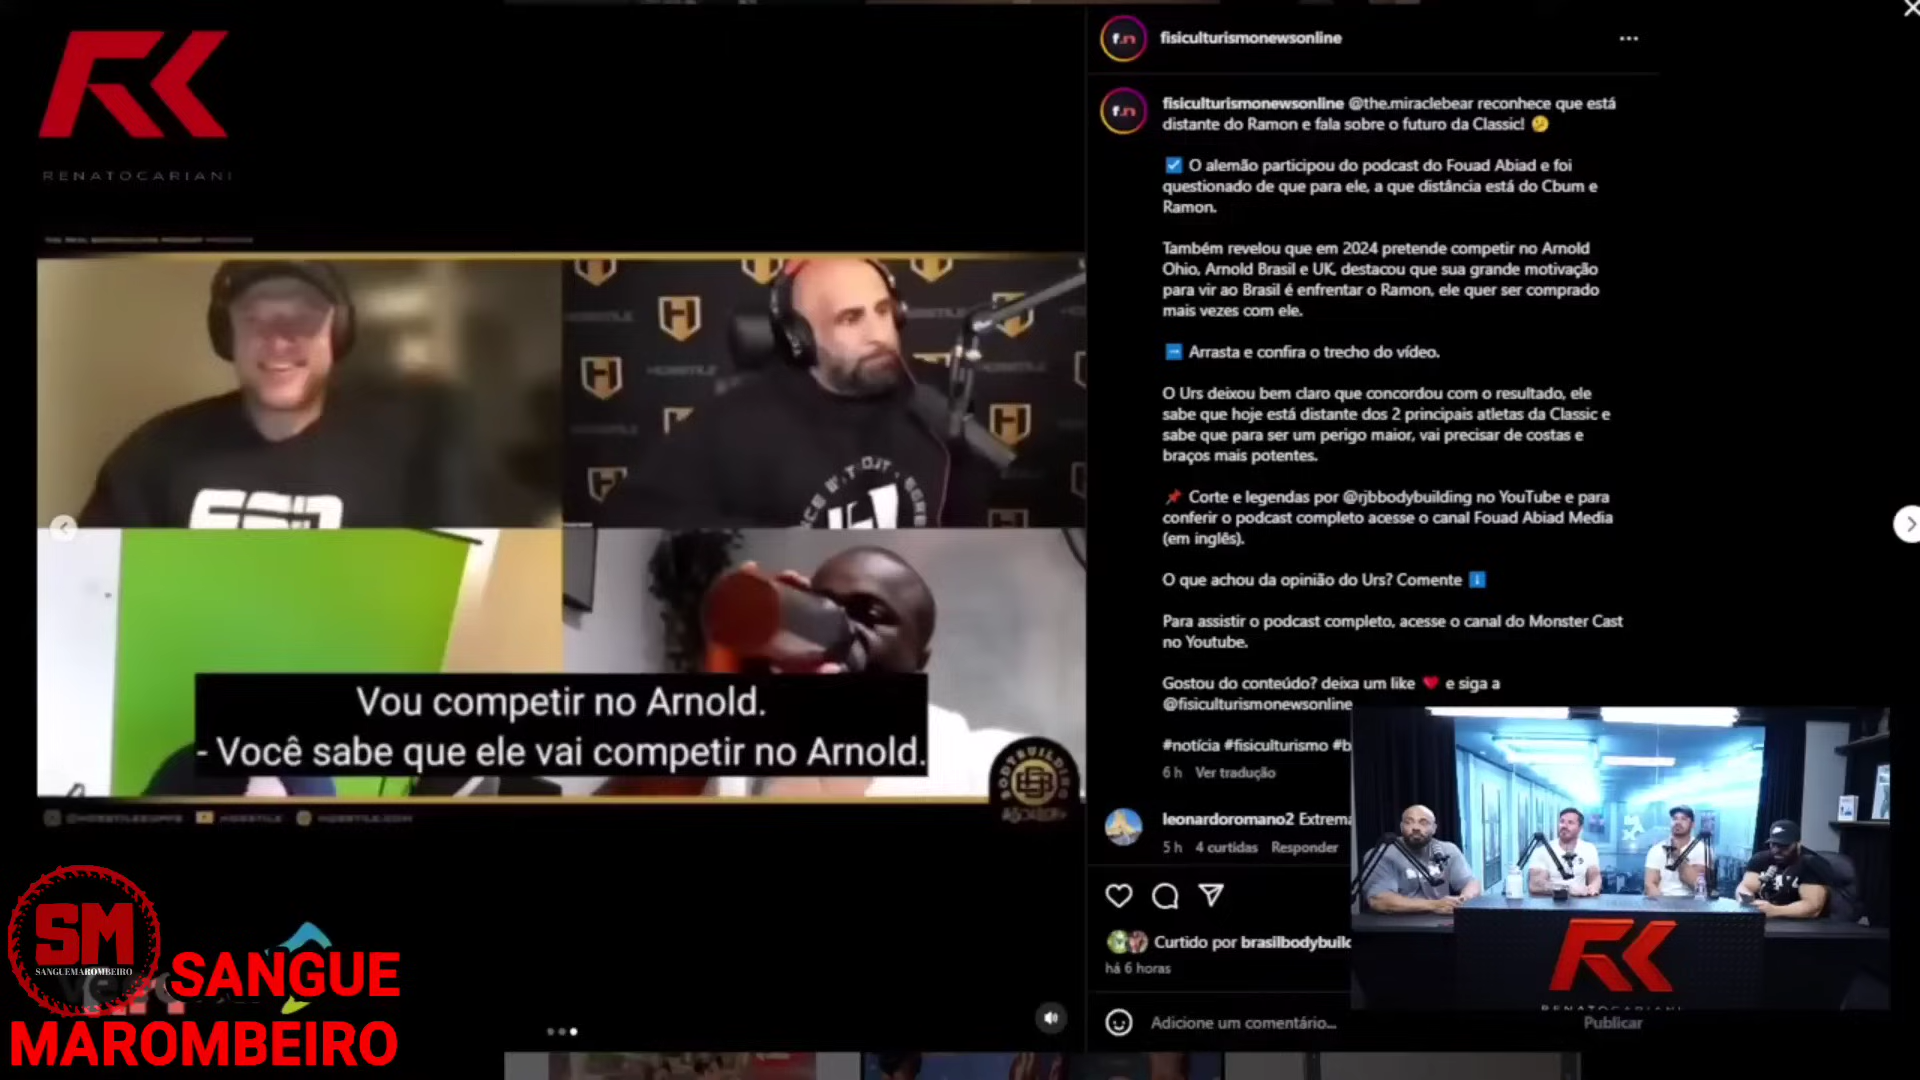 RENATOCARIANI
Vou competir no Arnold.
- Você sabe que ele vai competir no Arnold.
HOSSTILE
HOSSTILE.COM
SM
SANGUEMAROMBEIRO
SANGUE
MAROMBEIRO
f.n
fisiculturismonewsonline
f.n
fisiculturismonewsonline @the.miraclebear reconhece que está
distante do Ramon e fala sobre o futuro da Classic! 🤔
☑️ O alemão participou do podcast do Fouad Abiad e foi
questionado de que para ele, a que distância está do Cbum e
Ramon.
Também revelou que em 2024 pretende competir no Arnold
Ohio, Arnold Brasil e UK, destacou que sua grande motivação
para vir ao Brasil é enfrentar o Ramon, ele quer ser comprado
mais vezes com ele.
➡️ Arrasta e confira o trecho do vídeo.
O Urs deixou bem claro que concordou com o resultado, ele
sabe que hoje está distante dos 2 principais atletas da Classic e
sabe que para ser um perigo maior, vai precisar de costas e
braços mais potentes.
📌 Corte e legendas por @rjbbodybuilding no YouTube e para
conferir o podcast completo acesse o canal Fouad Abiad Media
(em inglês).
O que achou da opinião do Urs? Comente ⬇️
Para assistir o podcast completo, acesse o canal do Monster Cast
no Youtube.
Gostou do conteúdo? deixa um like ❤️ e siga a
@fisiculturismonewsonline
#notícia #fisiculturismo #b
6 h Ver tradução
leonardoromano2 Extrema
5 h 4 curtidas Responder
Curtido por brasilbodybuilc
há 6 horas
Adicione um comentário...
Publicar
RENATOCARIANI